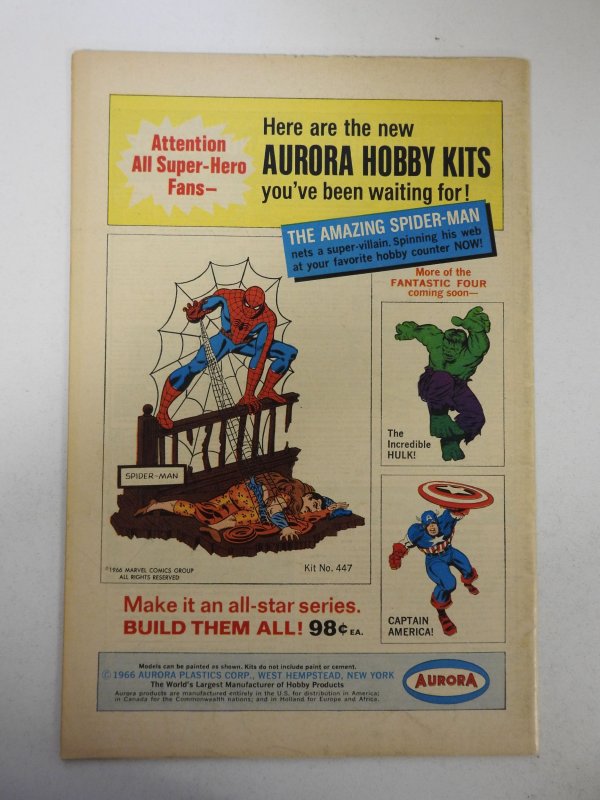 Attention
All Super-Hero
Fans—
Here are the new
AURORA HOBBY KITS
you've been waiting for!
THE AMAZING SPIDER-MAN
nets a super-villain. Spinning his web
at your favorite hobby counter NOW!
More of the
FANTASTIC FOUR
coming soon—
The
Incredible
HULK!
SPIDER-MAN
©1966 MARVEL COMICS GROUP
ALL RIGHTS RESERVED
Kit No. 447
CAPTAIN
AMERICA!
Make it an all-star series.
BUILD THEM ALL! 98¢ EA.
Models can be painted as shown. Kits do not include paint or cement.
©1966 AURORA PLASTICS CORP., WEST HEMPSTEAD, NEW YORK
The World's Largest Manufacturer of Hobby Products
Aurora products are manufactured entirely in the U.S. for distribution in America;
in Canada for the Commonwealth nations; and in Holland for Europe and Africa.
AURORA